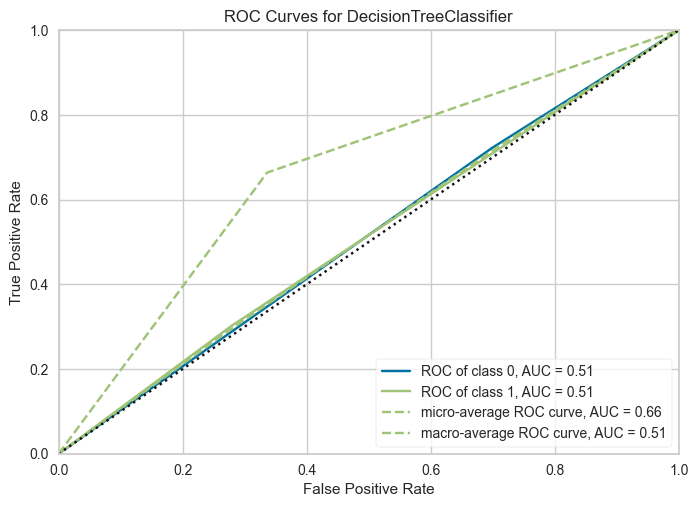 ROC Curves for DecisionTreeClassifier
True Positive Rate
1.0
0.8
0.6
0.4
0.2
0.0
ROC of class 0, AUC = 0.51
ROC of class 1, AUC = 0.51
micro-average ROC curve, AUC = 0.66
macro-average ROC curve, AUC = 0.51
0.0 0.2 0.4 0.6 0.8 1.0
False Positive Rate